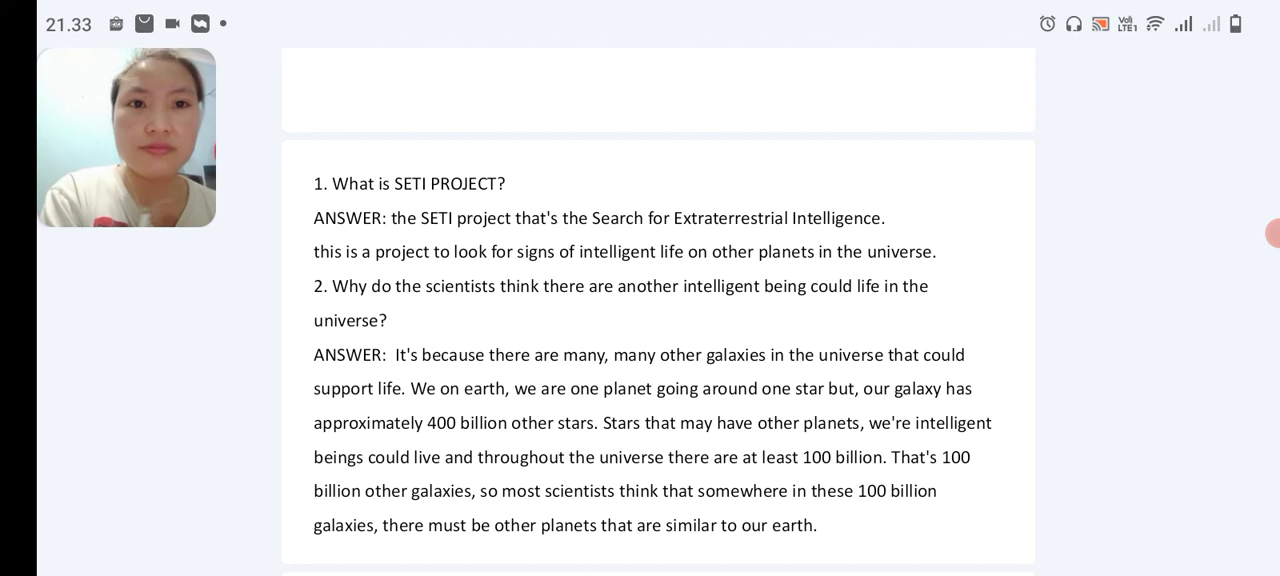 21.33
VoB
LTE1
1. What is SETI PROJECT?
ANSWER: the SETI project that's the Search for Extraterrestrial Intelligence.
this is a project to look for signs of intelligent life on other planets in the universe.
2. Why do the scientists think there are another intelligent being could life in the
universe?
ANSWER:  It's because there are many, many other galaxies in the universe that could
support life. We on earth, we are one planet going around one star but, our galaxy has
approximately 400 billion other stars. Stars that may have other planets, we're intelligent
beings could live and throughout the universe there are at least 100 billion. That's 100
billion other galaxies, so most scientists think that somewhere in these 100 billion
galaxies, there must be other planets that are similar to our earth.